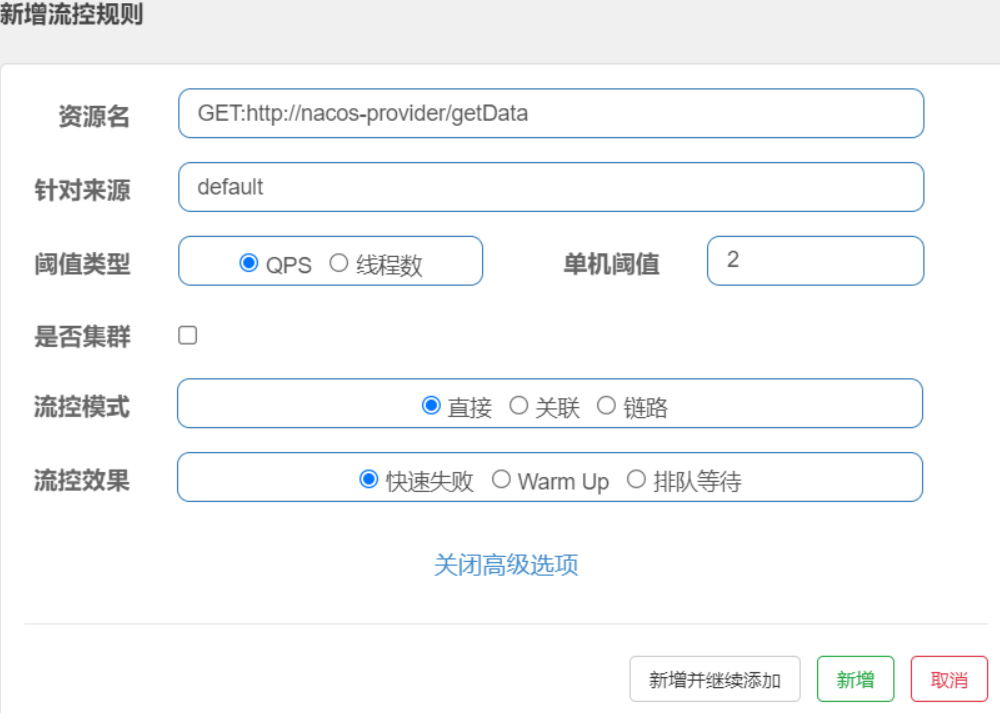 新增流控规则
资源名 GET:http://nacos-provider/getData
针对来源 default
阈值类型 QPS 线程数 单机阈值 2
是否集群
流控模式 直接 关联 链路
流控效果 快速失败 Warm Up 排队等待
关闭高级选项
新增并继续添加 新增 取消